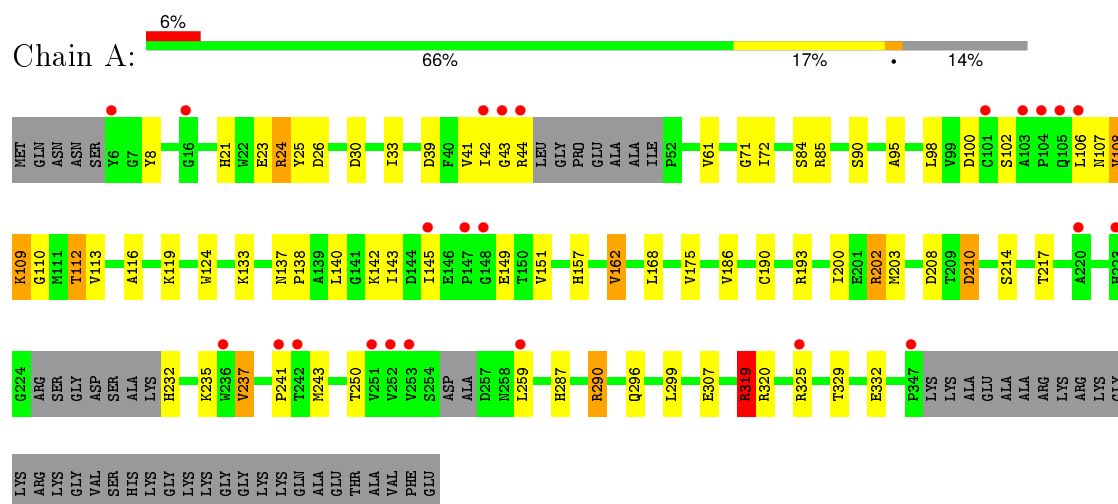 6%
Chain A:
66% 17% • 14%
MET GLN ASN ASN SER Y6 G7 Y8 G16 H21 W22 E23 R24 Y25 D26 D30 I33 D39 F40 V41 I42 G43 R44 LEU GLY PRO GLU ALA ALA ILE P52 V61 G71 I72 S84 R85 S90 A95 L98 V99 D100 C101 S102 A103 P104 Q105 L106 N107
K109 G110 M111 T112 V113 A116 K119 W124 K133 N137 P138 A139 L140 G141 K142 I143 D144 I145 E146 P147 G148 E149 T150 V151 H157 V162 L168 V175 V186 C190 R193 I200 E201 R202 M203 D208 T209 D210 S214 T217 A220 H223
G224 ARG SER GLY ASP SER ALA LYS H232 K235 W236 V237 P241 T242 M243 T250 V251 V252 V253 S254 ASP ALA D257 N258 L259 H287 R290 Q296 L299 E307 R319 R320 R325 T329 E332 P347 LYS LYS ALA GLU ALA ALA ARG LYS ARG LYS GLY
LYS ARG LYS GLY VAL SER HIS LYS GLY LYS LYS GLY GLY LYS LYS GLN ALA GLU THR ALA VAL PHE GLU